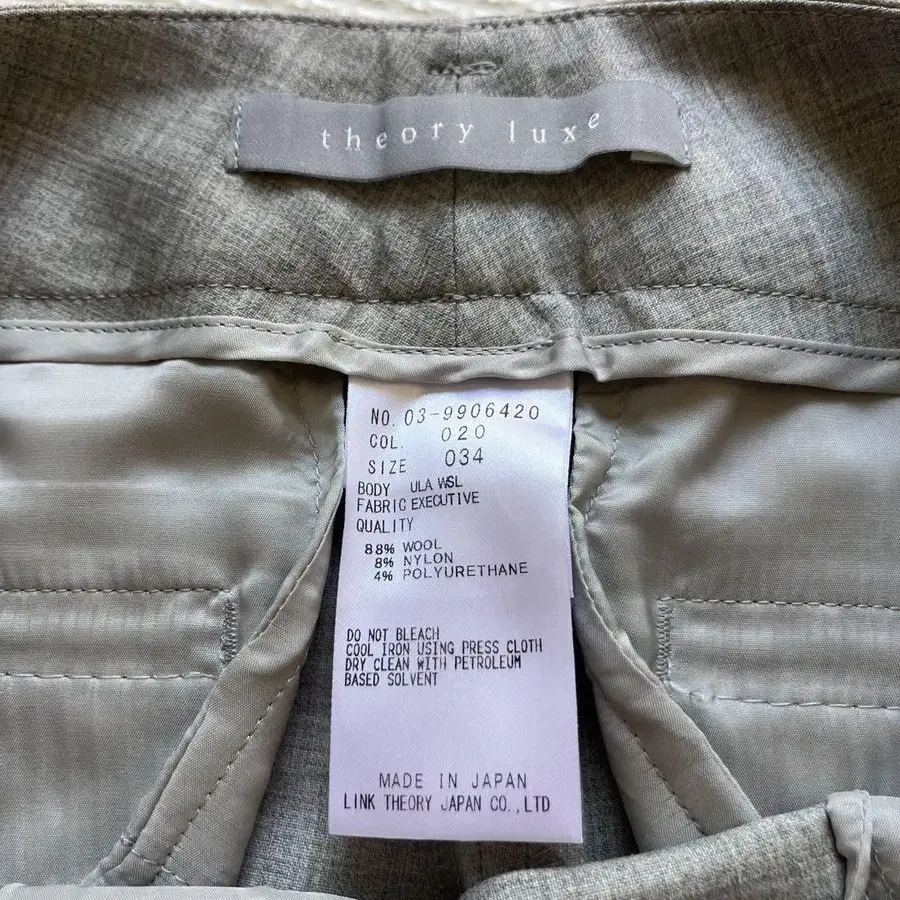 theory luxe
NO. 03-9906420
COL. 020
SIZE 034
BODY ULA WSL
FABRIC EXECUTIVE
QUALITY
88% WOOL
8% NYLON
4% POLYURETHANE
DO NOT BLEACH
COOL IRON USING PRESS CLOTH
DRY CLEAN WITH PETROLEUM
BASED SOLVENT
MADE IN JAPAN
LINK THEORY JAPAN CO.,LTD